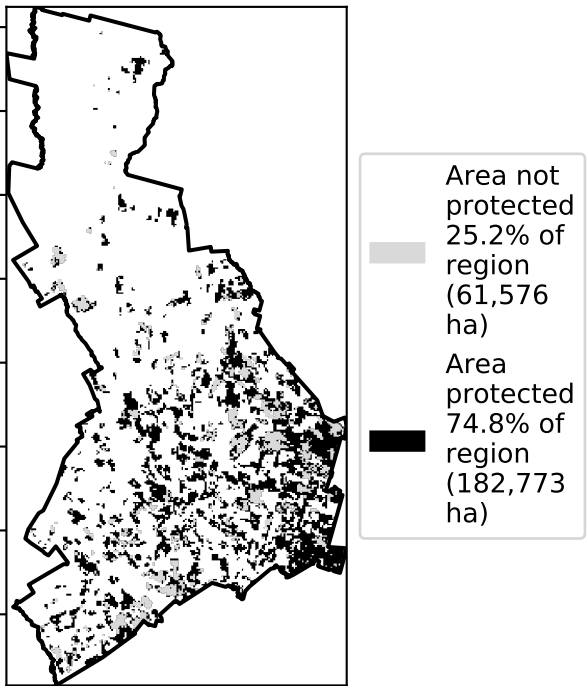 Area not
protected
25.2% of
region
(61,576
ha)
Area
protected
74.8% of
region
(182,773
ha)